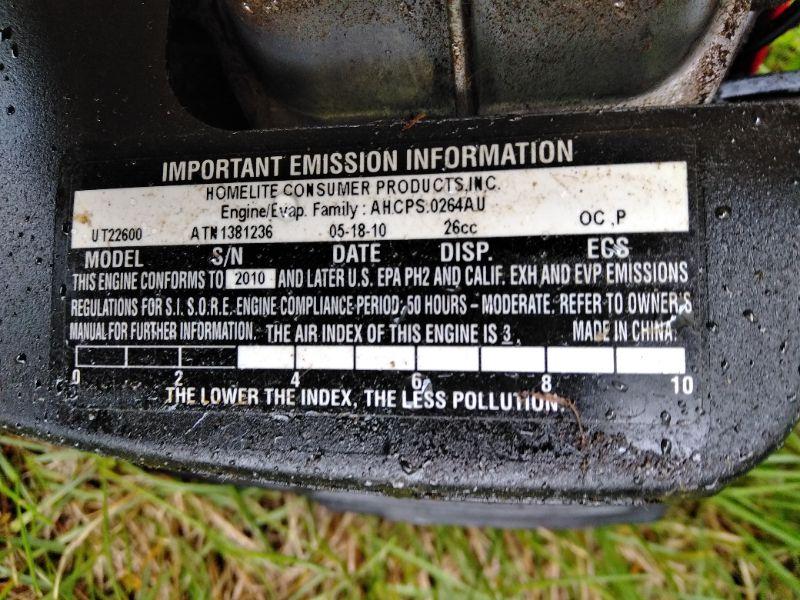 IMPORTANT EMISSION INFORMATION
HOMELITE CONSUMER PRODUCTS,INC.
Engine/Evap. Family : AHCPS.0264AU
UT22600 ATN1381236 05-18-10 26cc OC ,P
MODEL S/N DATE DISP. ECS
THIS ENGINE CONFORMS TO 2010 AND LATER U.S. EPA PH2 AND CALIF. EXH AND EVP EMISSIONS
REGULATIONS FOR S.I. S.O.R.E. ENGINE COMPLIANCE PERIOD: 50 HOURS – MODERATE. REFER TO OWNER,S
MANUAL FOR FURTHER INFORMATION. THE AIR INDEX OF THIS ENGINE IS 3 . MADE IN CHINA.
0 2 4 6 8 10
THE LOWER THE INDEX, THE LESS POLLUTION.